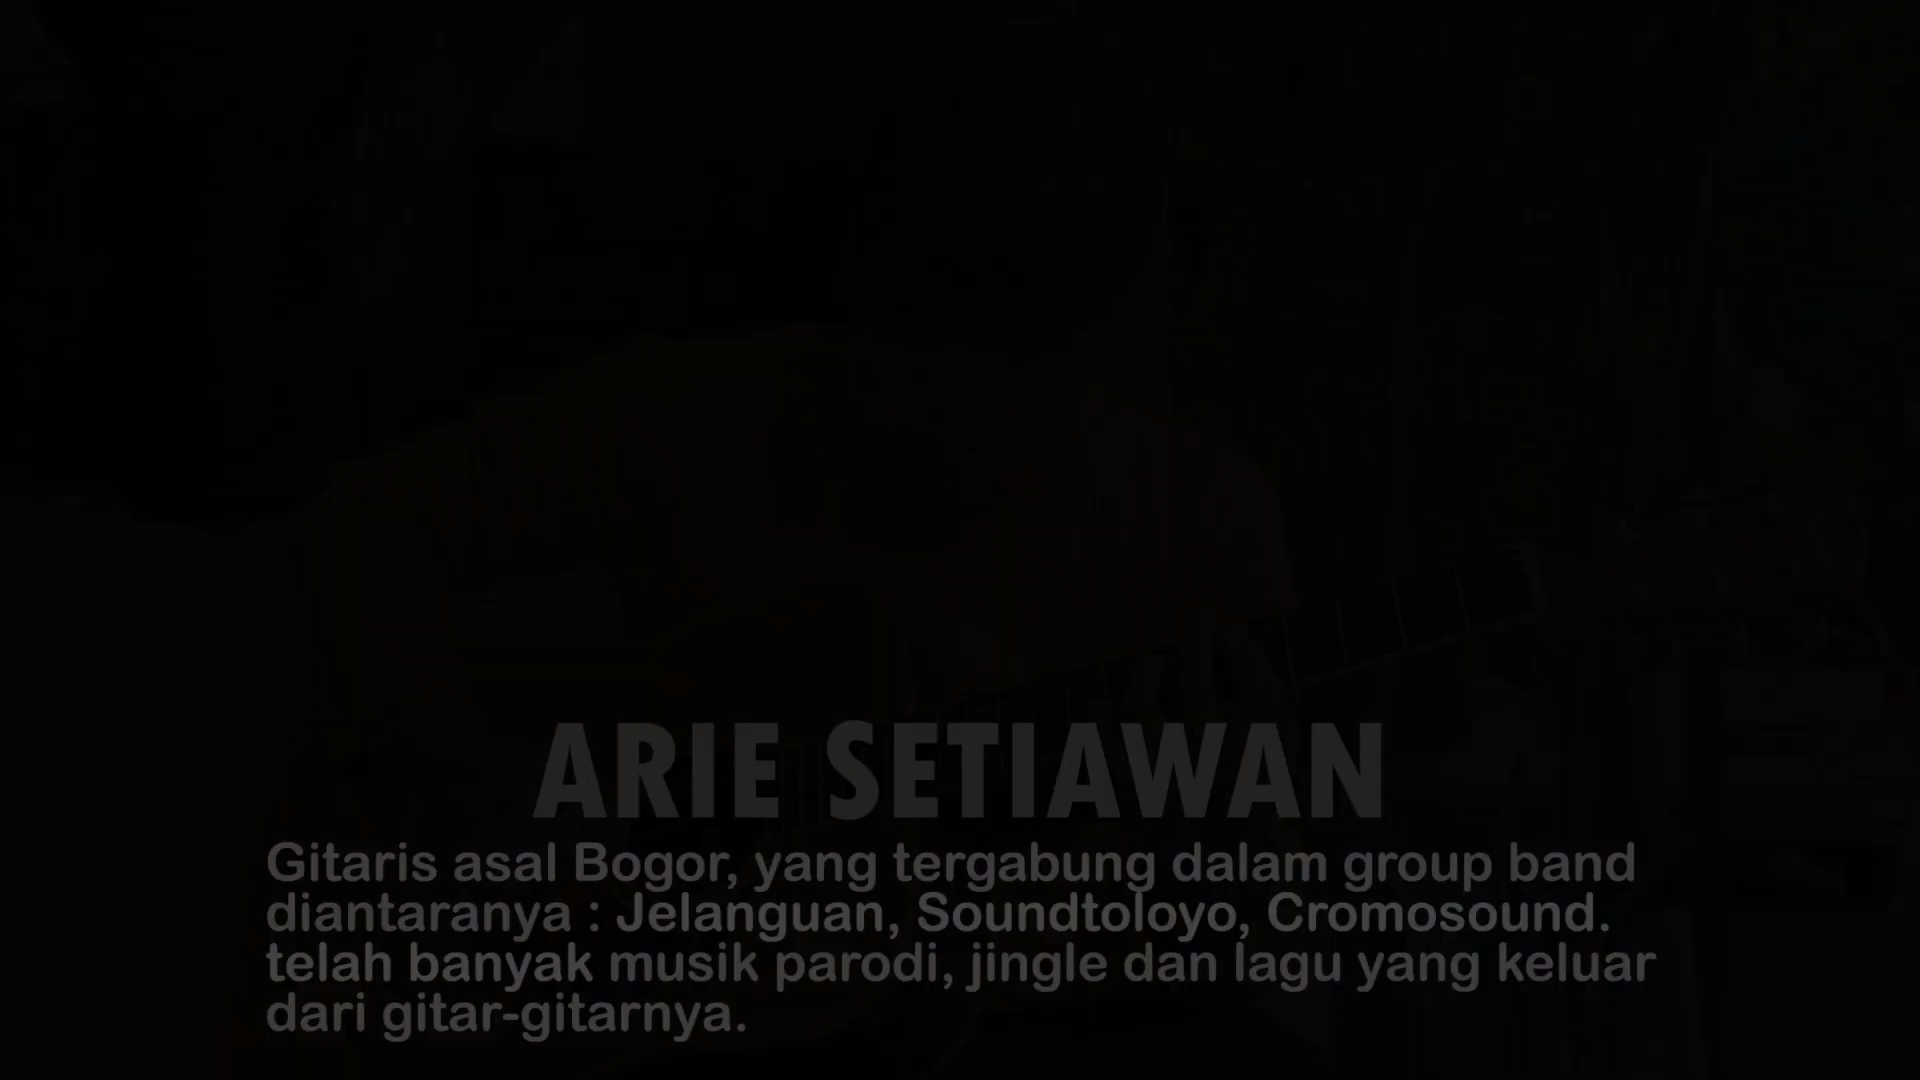 ARIE SETIAWAN
Gitaris asal Bogor, yang tergabung dalam group band
diantaranya : Jelanguan, Soundtoloyo, Cromosound.
telah banyak musik parodi, jingle dan lagu yang keluar
dari gitar-gitarnya.